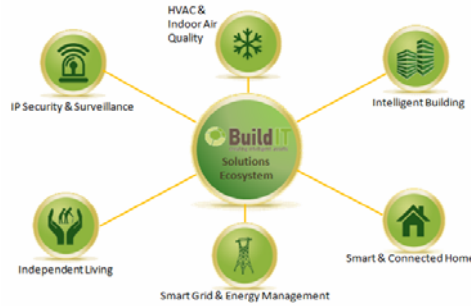 HVAC &
Indoor Air
Quality
IP Security & Surveillance
Intelligent Building
BuildIT
Solutions
Ecosystem
Independent Living
Smart & Connected Home
Smart Grid & Energy Management